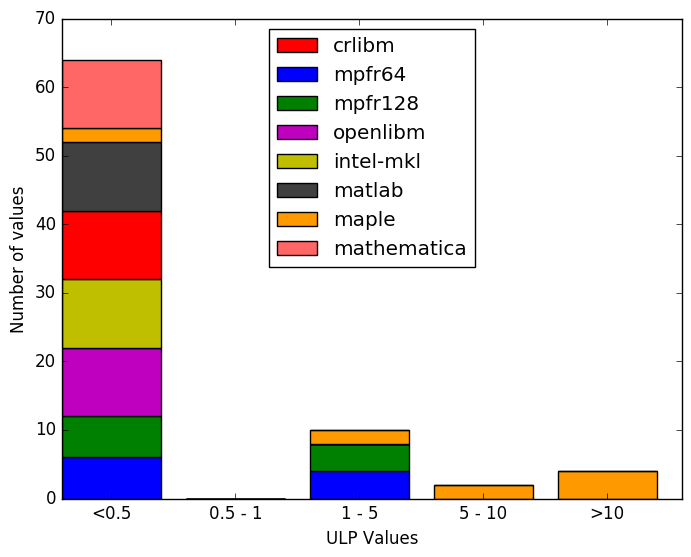 70
60
50
40
30
20
10
0
Number of values
crlibm
mpfr64
mpfr128
openlibm
intel-mkl
matlab
maple
mathematica
<0.5
0.5 - 1
1 - 5
5 - 10
>10
ULP Values